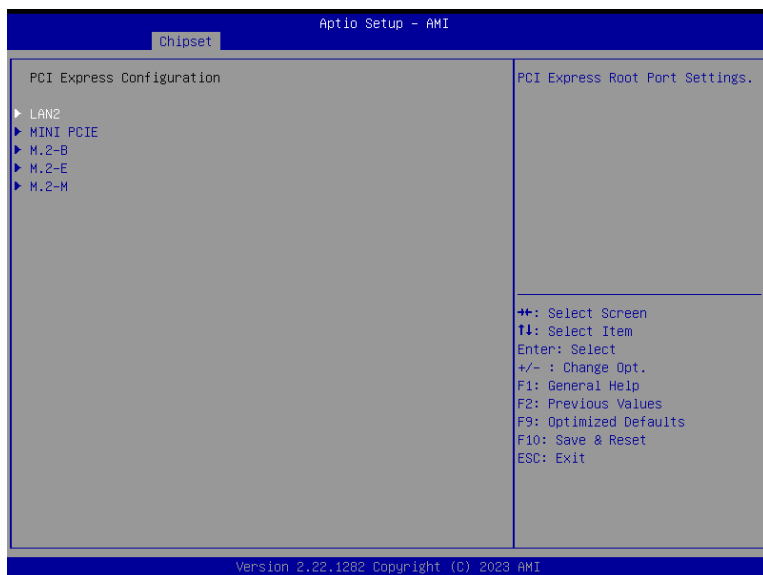 Aptio Setup – AMI
Chipset
PCI Express Configuration
▶ LAN2
▶ MINI PCIE
▶ M.2-B
▶ M.2-E
▶ M.2-M
PCI Express Root Port Settings.
→←: Select Screen
↑↓: Select Item
Enter: Select
+/- : Change Opt.
F1: General Help
F2: Previous Values
F9: Optimized Defaults
F10: Save & Reset
ESC: Exit
Version 2.22.1282 Copyright (C) 2023 AMI